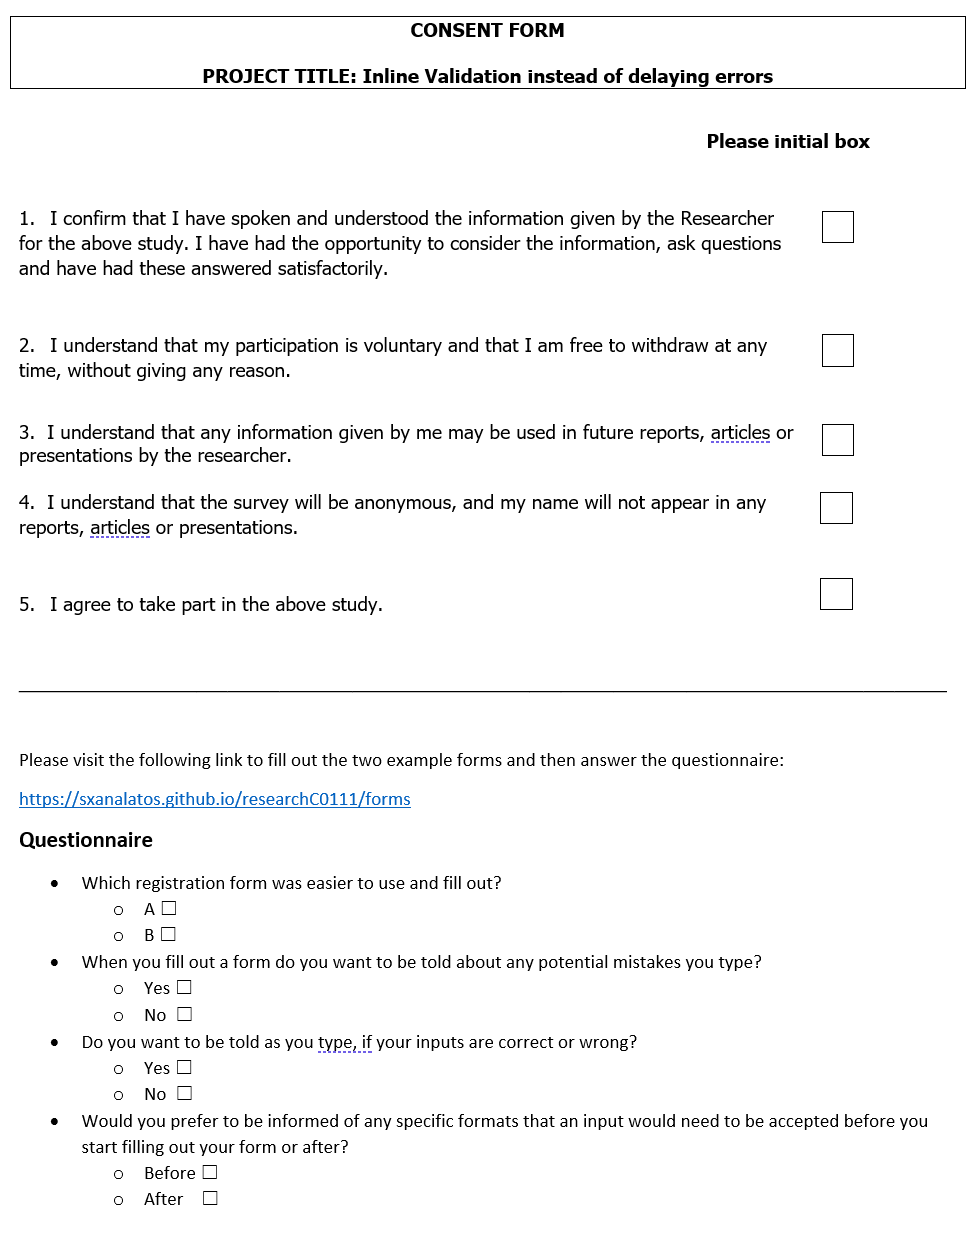 CONSENT FORM
PROJECT TITLE: Inline Validation instead of delaying errors
Please initial box
1. I confirm that I have spoken and understood the information given by the Researcher
for the above study. I have had the opportunity to consider the information, ask questions
and have had these answered satisfactorily.
2. I understand that my participation is voluntary and that I am free to withdraw at any
time, without giving any reason.
3. I understand that any information given by me may be used in future reports, articles or
presentations by the researcher.
4. I understand that the survey will be anonymous, and my name will not appear in any
reports, articles or presentations.
5. I agree to take part in the above study.
Please visit the following link to fill out the two example forms and then answer the questionnaire:
https://sxanalatos.github.io/researchC0111/forms
Questionnaire
• Which registration form was easier to use and fill out?
o A ☐
o B ☐
• When you fill out a form do you want to be told about any potential mistakes you type?
o Yes ☐
o No ☐
• Do you want to be told as you type, if your inputs are correct or wrong?
o Yes ☐
o No ☐
• Would you prefer to be informed of any specific formats that an input would need to be accepted before you
start filling out your form or after?
o Before ☐
o After ☐